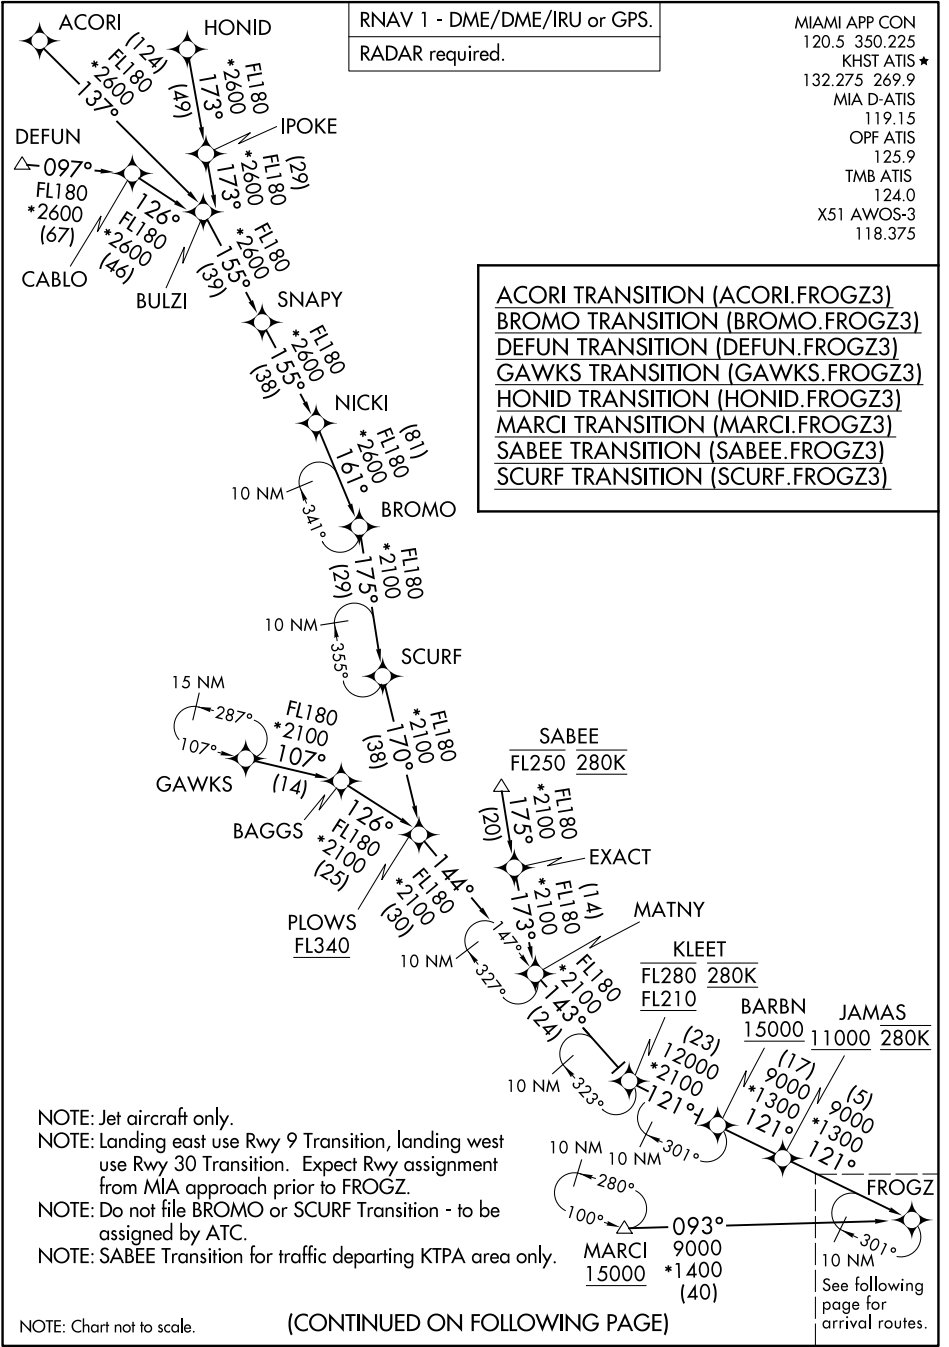 RNAV 1 - DME/DME/IRU or GPS.
RADAR required.
MIAMI APP CON
120.5 350.225
KHST ATIS ★
132.275 269.9
MIA D-ATIS
119.15
OPF ATIS
125.9
TMB ATIS
124.0
X51 AWOS-3
118.375
ACORI
(124)
FL180
*2600
137°
HONID
FL180
*2600
173°
(49)
IPOKE
(29)
FL180
*2600
173°
DEFUN
097°
FL180
*2600
(67)
CABLO
126°
FL180
*2600
(46)
BULZI
FL180
*2600
155°
(39)
SNAPY
FL180
*2600
155°
(38)
NICKI
(81)
FL180
*2600
161°
10 NM
341°
BROMO
FL180
*2100
175°
(29)
10 NM
355°
SCURF
FL180
*2100
170°
(38)
15 NM
287°
107°
GAWKS
FL180
*2100
107°
(14)
BAGGS
126°
FL180
*2100
(25)
PLOWS
FL340
144°
FL180
*2100
(30)
SABEE
FL250 280K
FL180
*2100
175°
(20)
EXACT
(14)
FL180
*2100
173°
MATNY
147°
327°
10 NM
FL180
*2100
143°
(24)
KLEET
FL280 280K
FL210
10 NM
323°
(23)
12000
*2100
121°
BARBN
15000
10 NM
301°
(17)
9000
*1300
121°
JAMAS
11000 280K
(5)
9000
*1300
121°
FROGZ
301°
10 NM
See following
page for
arrival routes.
10 NM
280°
100°
MARCI
15000
093°
9000
*1400
(40)
ACORI TRANSITION (ACORI.FROGZ3)
BROMO TRANSITION (BROMO.FROGZ3)
DEFUN TRANSITION (DEFUN.FROGZ3)
GAWKS TRANSITION (GAWKS.FROGZ3)
HONID TRANSITION (HONID.FROGZ3)
MARCI TRANSITION (MARCI.FROGZ3)
SABEE TRANSITION (SABEE.FROGZ3)
SCURF TRANSITION (SCURF.FROGZ3)
NOTE: Jet aircraft only.
NOTE: Landing east use Rwy 9 Transition, landing west
use Rwy 30 Transition. Expect Rwy assignment
from MIA approach prior to FROGZ.
NOTE: Do not file BROMO or SCURF Transition - to be
assigned by ATC.
NOTE: SABEE Transition for traffic departing KTPA area only.
NOTE: Chart not to scale.
(CONTINUED ON FOLLOWING PAGE)